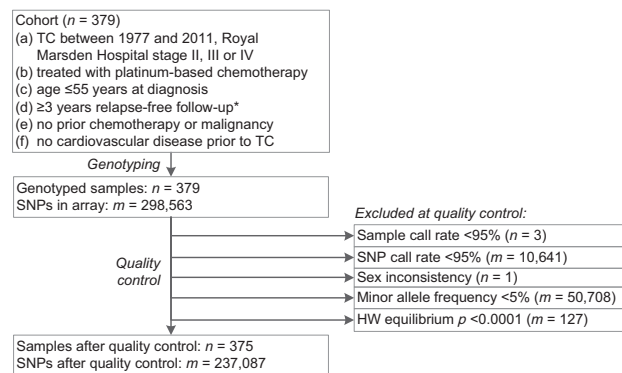 Cohort (n = 379)
(a) TC between 1977 and 2011, Royal
Marsden Hospital stage II, III or IV
(b) treated with platinum-based chemotherapy
(c) age ≤55 years at diagnosis
(d) ≥3 years relapse-free follow-up*
(e) no prior chemotherapy or malignancy
(f) no cardiovascular disease prior to TC
Genotyping
Genotyped samples: n = 379
SNPs in array: m = 298,563
Excluded at quality control:
Sample call rate <95% (n = 3)
SNP call rate <95% (m = 10,641)
Quality
control
Sex inconsistency (n = 1)
Minor allele frequency <5% (m = 50,708)
HW equilibrium p <0.0001 (m = 127)
Samples after quality control: n = 375
SNPs after quality control: m = 237,087